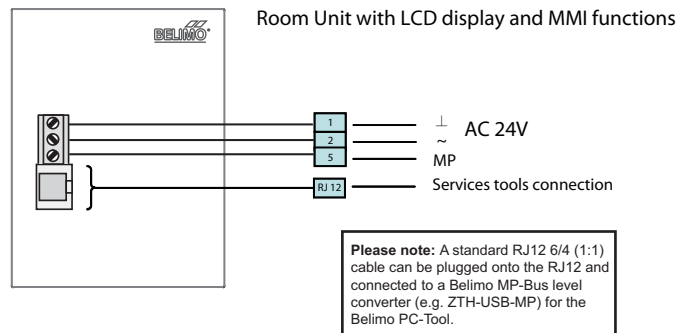 Room Unit with LCD display and MMI functions
BELIMO®
1
⊥
AC 24V
2
~
5
MP
RJ 12
Services tools connection
Please note: A standard RJ12 6/4 (1:1)
cable can be plugged onto the RJ12 and
connected to a Belimo MP-Bus level
converter (e.g. ZTH-USB-MP) for the
Belimo PC-Tool.